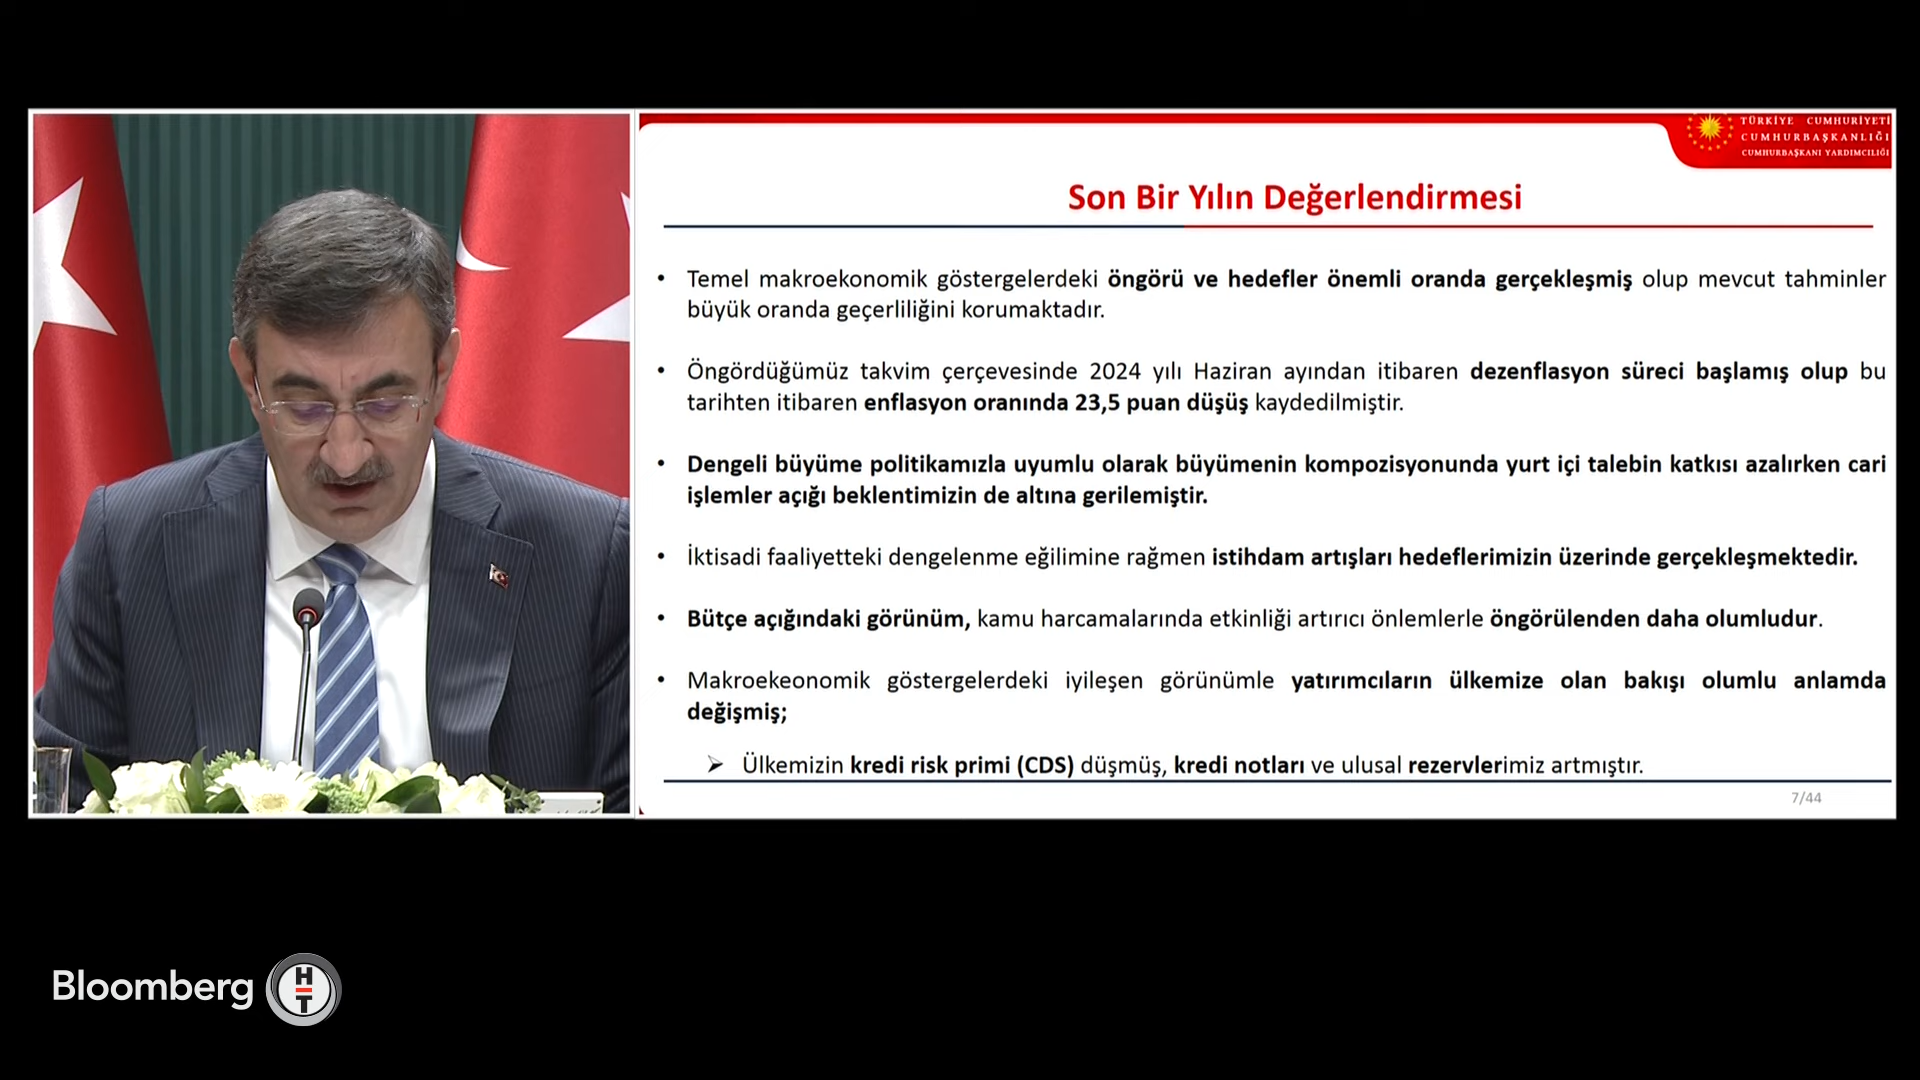 TÜRKİYE CUMHURİYETİ
CUMHURBAŞKANLIĞI
CUMHURBAŞKANI YARDIMCILIĞI
Son Bir Yılın Değerlendirmesi
• Temel makroekonomik göstergelerdeki öngörü ve hedefler önemli oranda gerçekleşmiş olup mevcut tahminler
büyük oranda geçerliliğini korumaktadır.
• Öngördüğümüz takvim çerçevesinde 2024 yılı Haziran ayından itibaren dezenflasyon süreci başlamış olup bu
tarihten itibaren enflasyon oranında 23,5 puan düşüş kaydedilmiştir.
• Dengeli büyüme politikamızla uyumlu olarak büyümenin kompozisyonunda yurt içi talebin katkısı azalırken cari
işlemler açığı beklentimizin de altına gerilemiştir.
• İktisadi faaliyetteki dengelenme eğilimine rağmen istihdam artışları hedeflerimizin üzerinde gerçekleşmektedir.
• Bütçe açığındaki görünüm, kamu harcamalarında etkinliği artırıcı önlemlerle öngörülenden daha olumludur.
• Makroekeonomik göstergelerdeki iyileşen görünümle yatırımcıların ülkemize olan bakışı olumlu anlamda
değişmiş;
➢ Ülkemizin kredi risk primi (CDS) düşmüş, kredi notları ve ulusal rezervlerimiz artmıştır.
7/44
Bloomberg HT